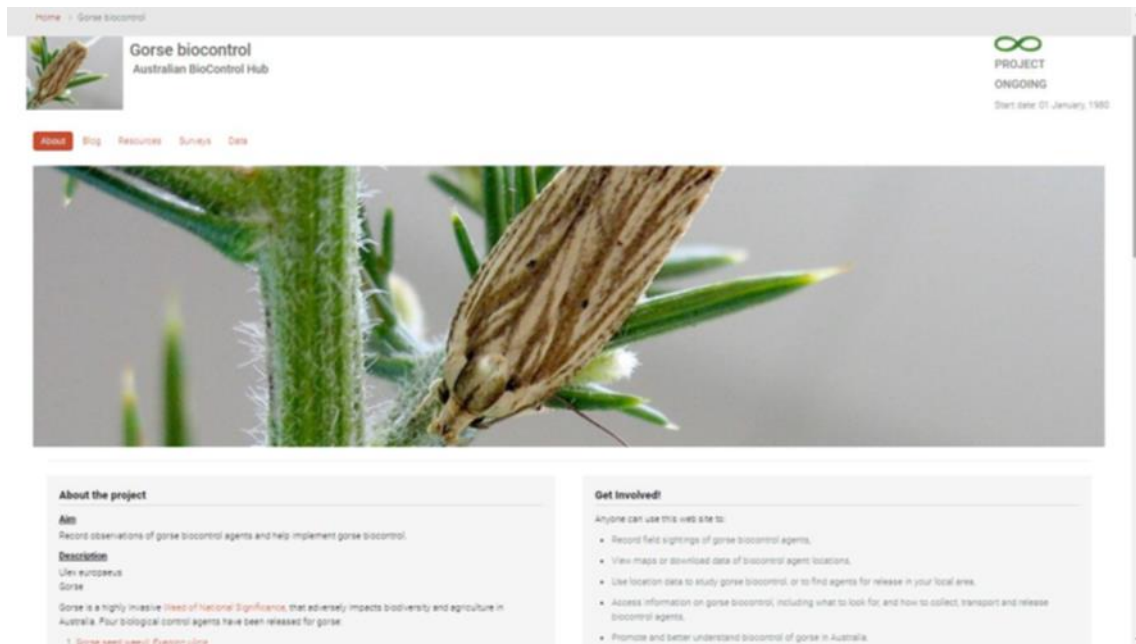 Home > Gorse biocontrol
Gorse biocontrol
Australian BioControl Hub
PROJECT
ONGOING
Start date: 01 January, 1980
About Blog Resources Surveys Data
About the project
Aim
Record observations of gorse biocontrol agents and help implement gorse biocontrol.
Description
Ulex europaeus
Gorse
Gorse is a highly invasive Weed of National Significance, that adversely impacts biodiversity and agriculture in
Australia. Four biological control agents have been released for gorse:
1. Gorse seed weevil, Exapion ulicis
Get Involved!
Anyone can use this web site to:
• Record field sightings of gorse biocontrol agents,
• View maps or download data of biocontrol agent locations,
• Use location data to study gorse biocontrol, or to find agents for release in your local area,
• Access information on gorse biocontrol, including what to look for, and how to collect, transport and release
biocontrol agents,
• Promote and better understand biocontrol of gorse in Australia.